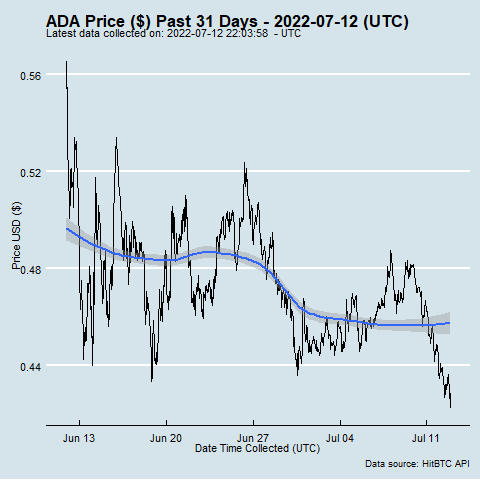 ADA Price ($) Past 31 Days - 2022-07-12 (UTC)
Latest data collected on: 2022-07-12 22:03:58 - UTC
0.56
0.52
0.48
0.44
Price USD ($)
Jun 13
Jun 20
Jun 27
Jul 04
Jul 11
Date Time Collected (UTC)
Data source: HitBTC API